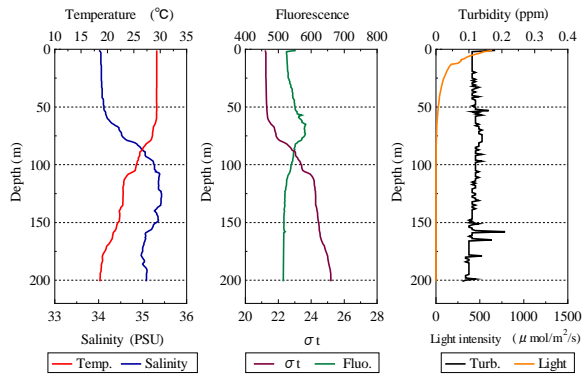 Temperature (℃)
10 15 20 25 30 35
0
50
100
150
200
Depth (m)
33 34 35 36
Salinity (PSU)
Temp. Salinity
Fluorescence
400 500 600 700 800
0
50
100
150
200
Depth (m)
20 22 24 26 28
σt
σt Fluo.
Turbidity (ppm)
0 0.1 0.2 0.4
0
50
100
150
200
Depth (m)
0 500 1000 1500
Light intensity (μ mol/m²/s)
Turb. Light